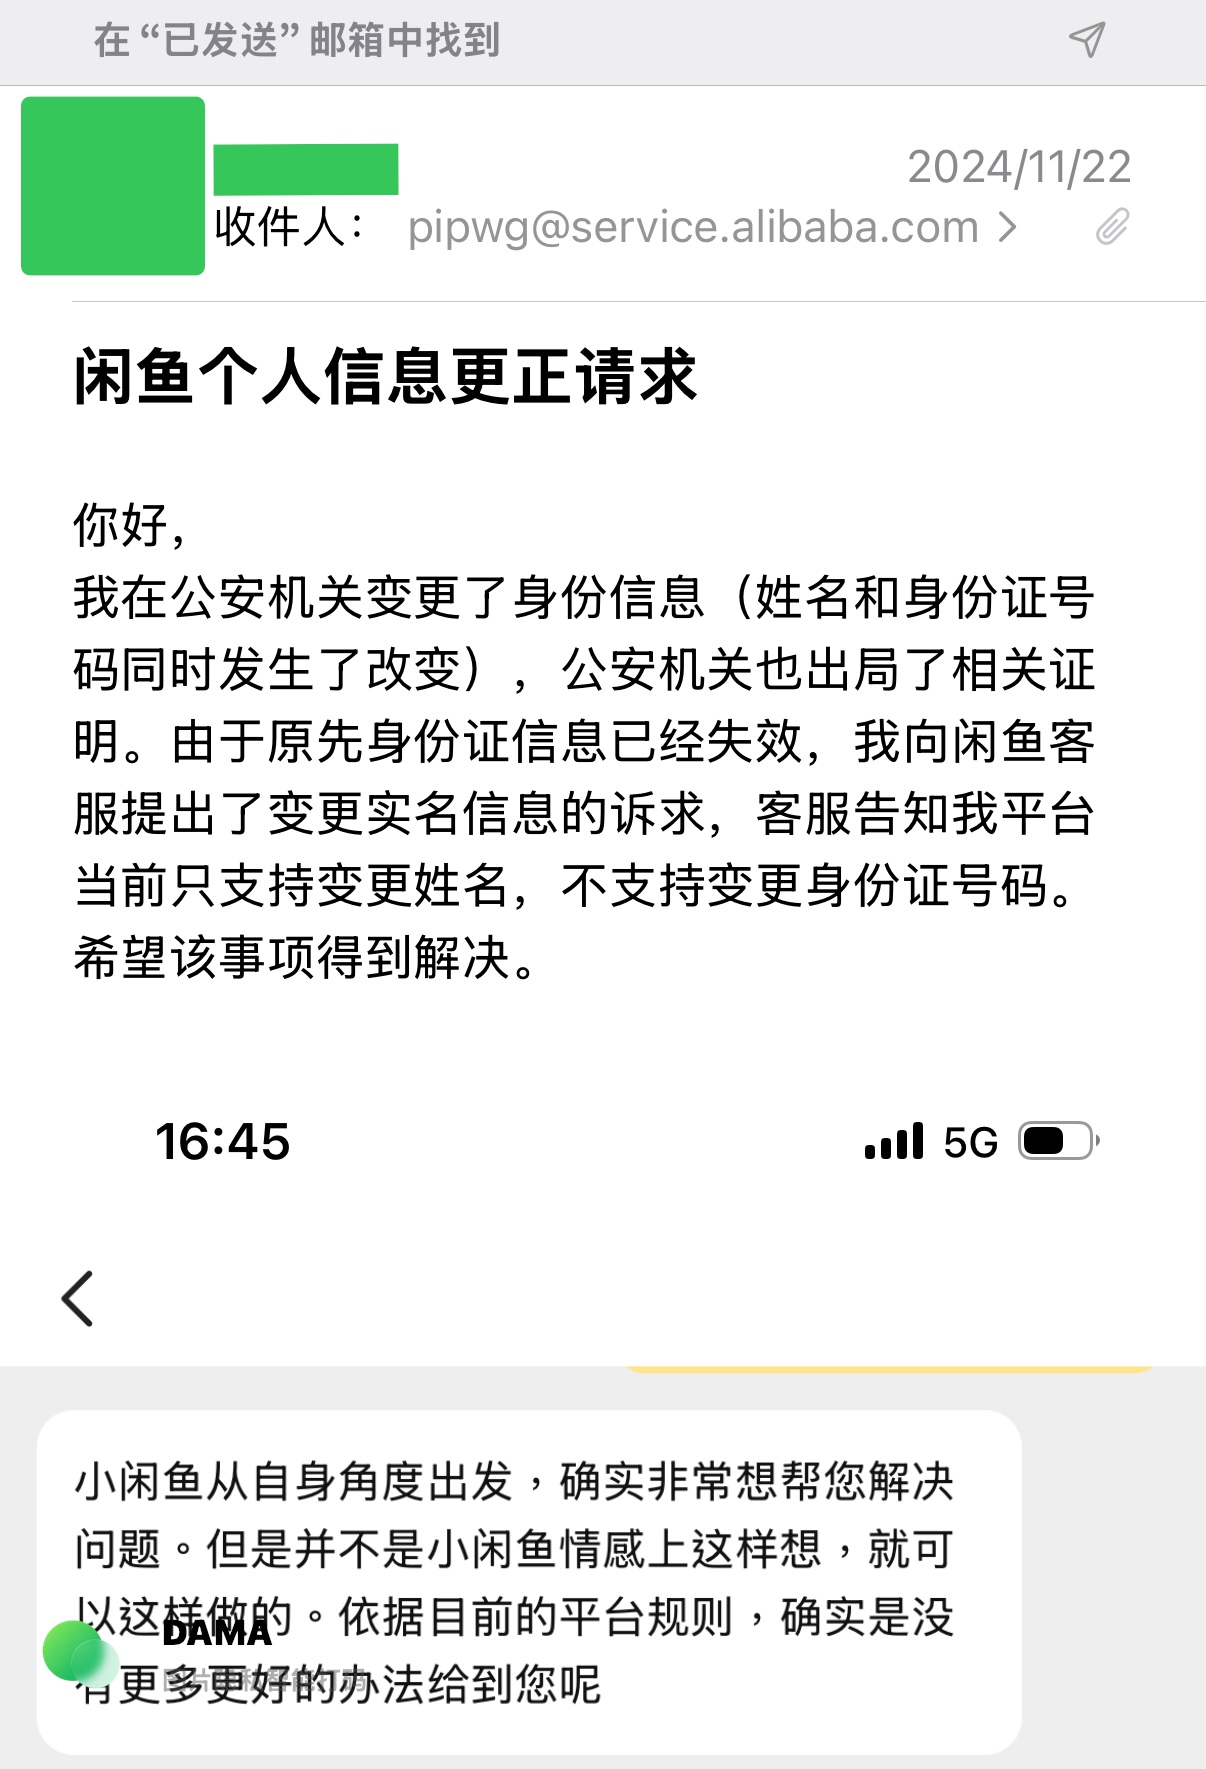 在“已发送”邮箱中找到
2024/11/22
收件人： pipwg@service.alibaba.com
闲鱼个人信息更正请求
你好，
我在公安机关变更了身份信息（姓名和身份证号
码同时发生了改变），公安机关也出局了相关证
明。由于原先身份证信息已经失效，我向闲鱼客
服提出了变更实名信息的诉求，客服告知我平台
当前只支持变更姓名，不支持变更身份证号码。
希望该事项得到解决。
16:45 5G
小闲鱼从自身角度出发，确实非常想帮您解决
问题。但是并不是小闲鱼情感上这样想，就可
以这样做的。依据目前的平台规则，确实是没
有更多更好的办法给到您呢
DAMA
图片隐私智能打码